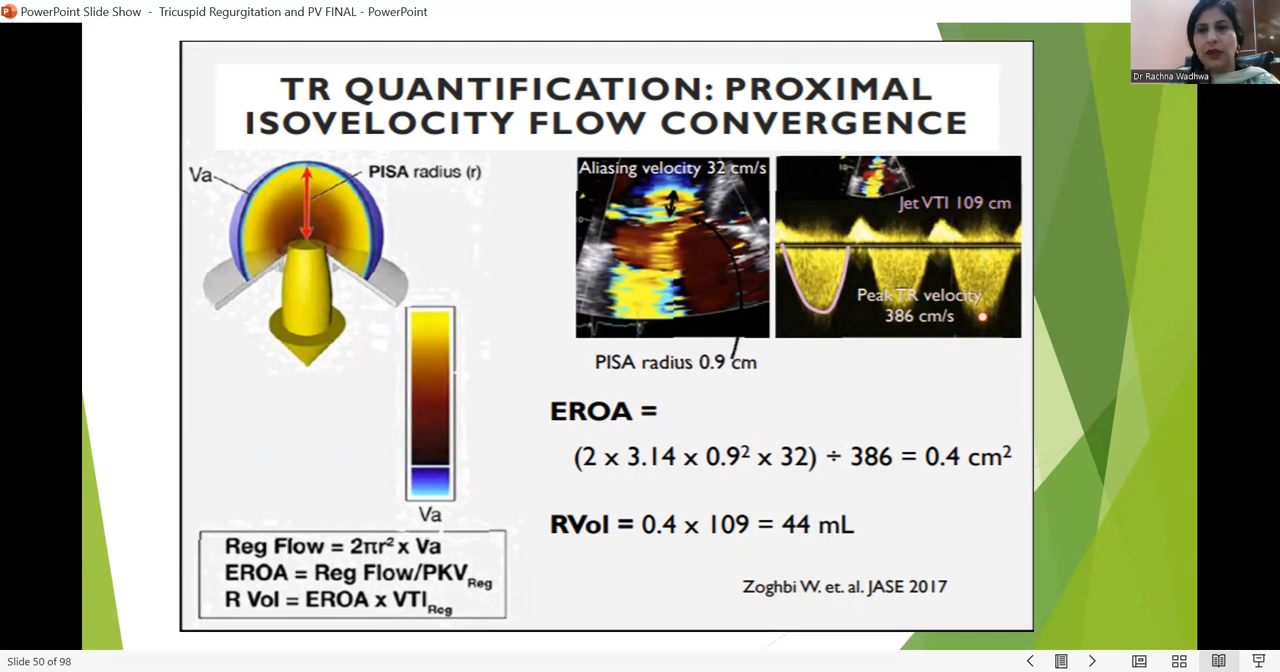 PowerPoint Slide Show - Tricuspid Regurgitation and PV FINAL - PowerPoint
Dr Rachna Wadhwa
TR QUANTIFICATION: PROXIMAL
ISOVELOCITY FLOW CONVERGENCE
Va
PISA radius (r)
Va
Reg Flow = 2πr² x Va
EROA = Reg Flow/PKVReg
R Vol = EROA x VTIReg
Aliasing velocity 32 cm/s
Jet VTI 109 cm
Peak TR velocity
386 cm/s
PISA radius 0.9 cm
EROA =
(2 x 3.14 x 0.9² x 32) ÷ 386 = 0.4 cm²
RVol = 0.4 x 109 = 44 mL
Zoghbi W. et. al. JASE 2017
Slide 50 of 98